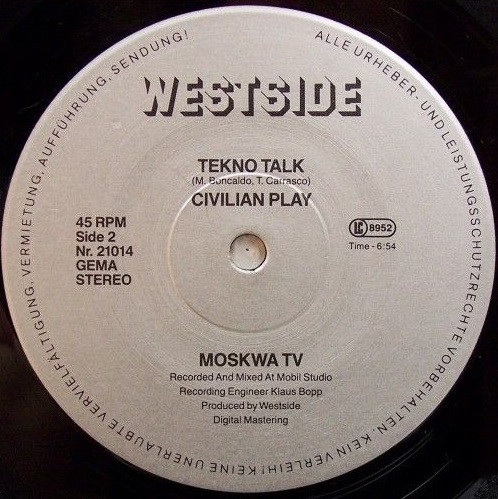 ALLE URHEBER- UND LEISTUNGSSCHUTZRECHTE VORBEHALTEN. KEIN VERLEIH! KEINE UNERLAUBTE VERVIELFÄLTIGUNG, VERMIETUNG, AUFFÜHRUNG, SENDUNG!
WESTSIDE
TEKNO TALK
(M. Boncaldo, T. Carrasco)
CIVILIAN PLAY
45 RPM
Side 2
Nr. 21014
GEMA
STEREO
LC 8952
Time - 6:54
MOSKWA TV
Recorded And Mixed At Mobil Studio
Recording Engineer Klaus Bopp
Produced by Westside
Digital Mastering